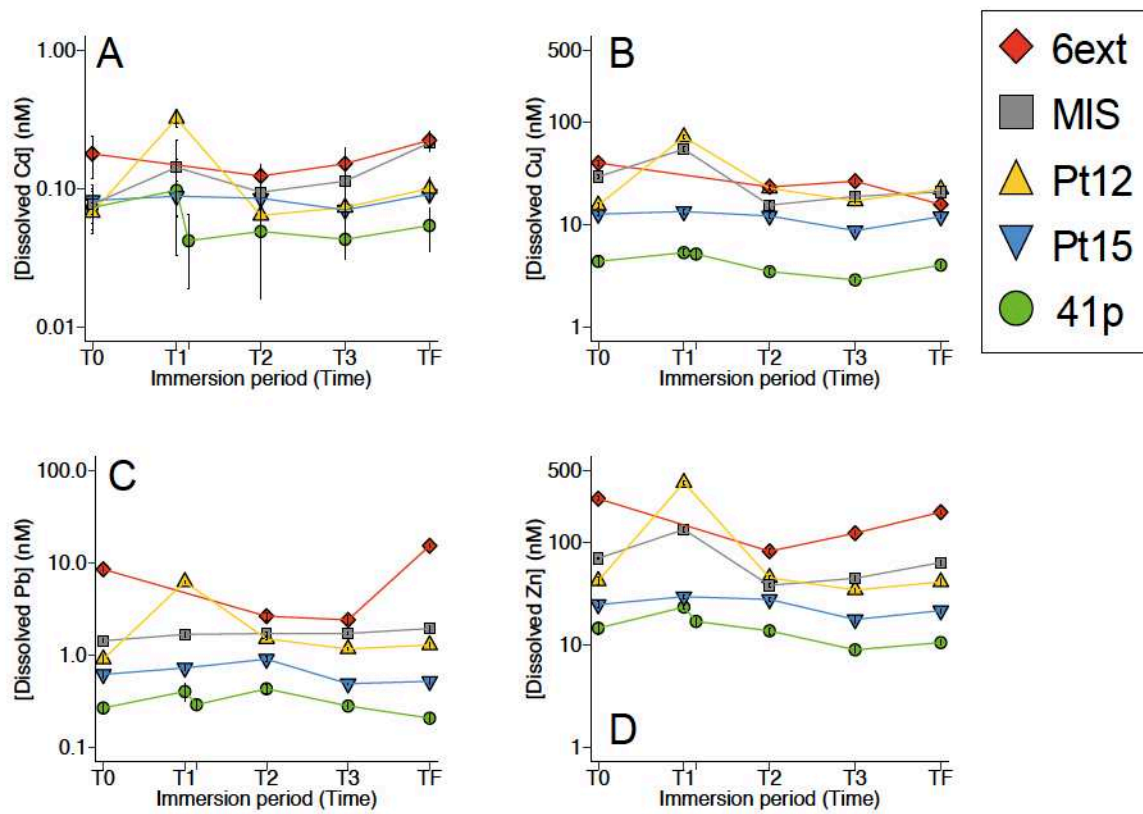 A
[Dissolved Cd] (nM)
1.00
0.10
0.01
T0 T1 T2 T3 TF
Immersion period (Time)
B
[Dissolved Cu] (nM)
500
100
10
1
T0 T1 T2 T3 TF
Immersion period (Time)
6ext
MIS
Pt12
Pt15
41p
C
[Dissolved Pb] (nM)
100.0
10.0
1.0
0.1
T0 T1 T2 T3 TF
Immersion period (Time)
D
[Dissolved Zn] (nM)
500
100
10
1
T0 T1 T2 T3 TF
Immersion period (Time)